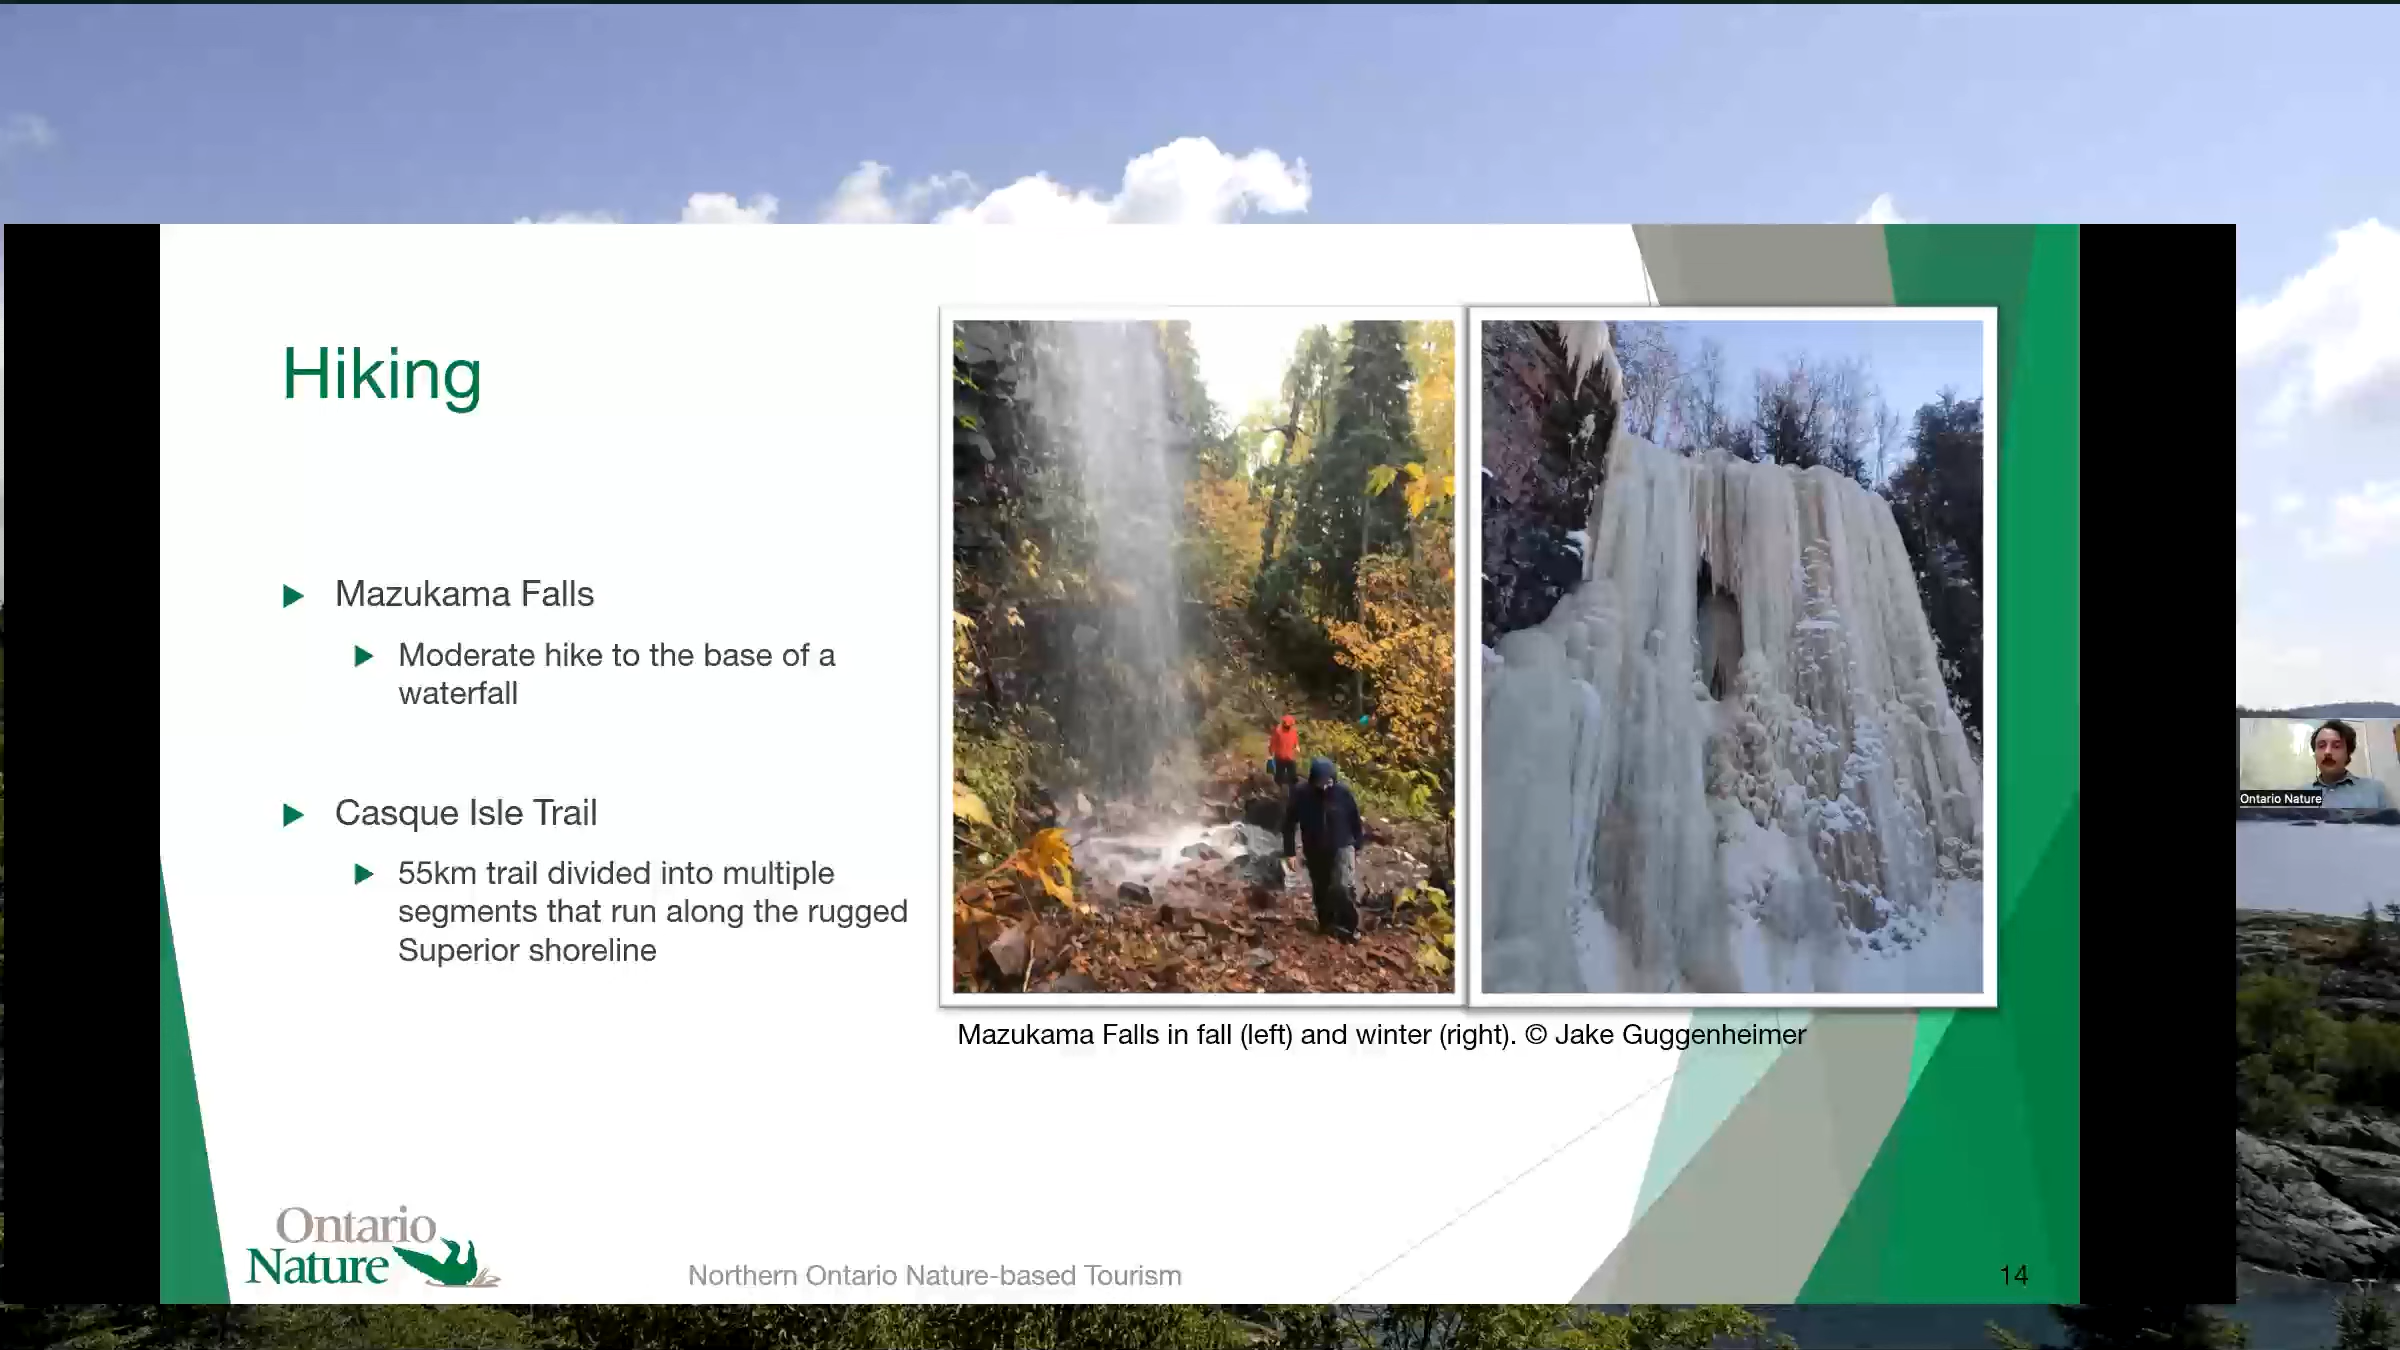 Hiking
Mazukama Falls
Moderate hike to the base of a
waterfall
Casque Isle Trail
55km trail divided into multiple
segments that run along the rugged
Superior shoreline
Mazukama Falls in fall (left) and winter (right). © Jake Guggenheimer
Ontario Nature
Ontario
Nature
Northern Ontario Nature-based Tourism
14